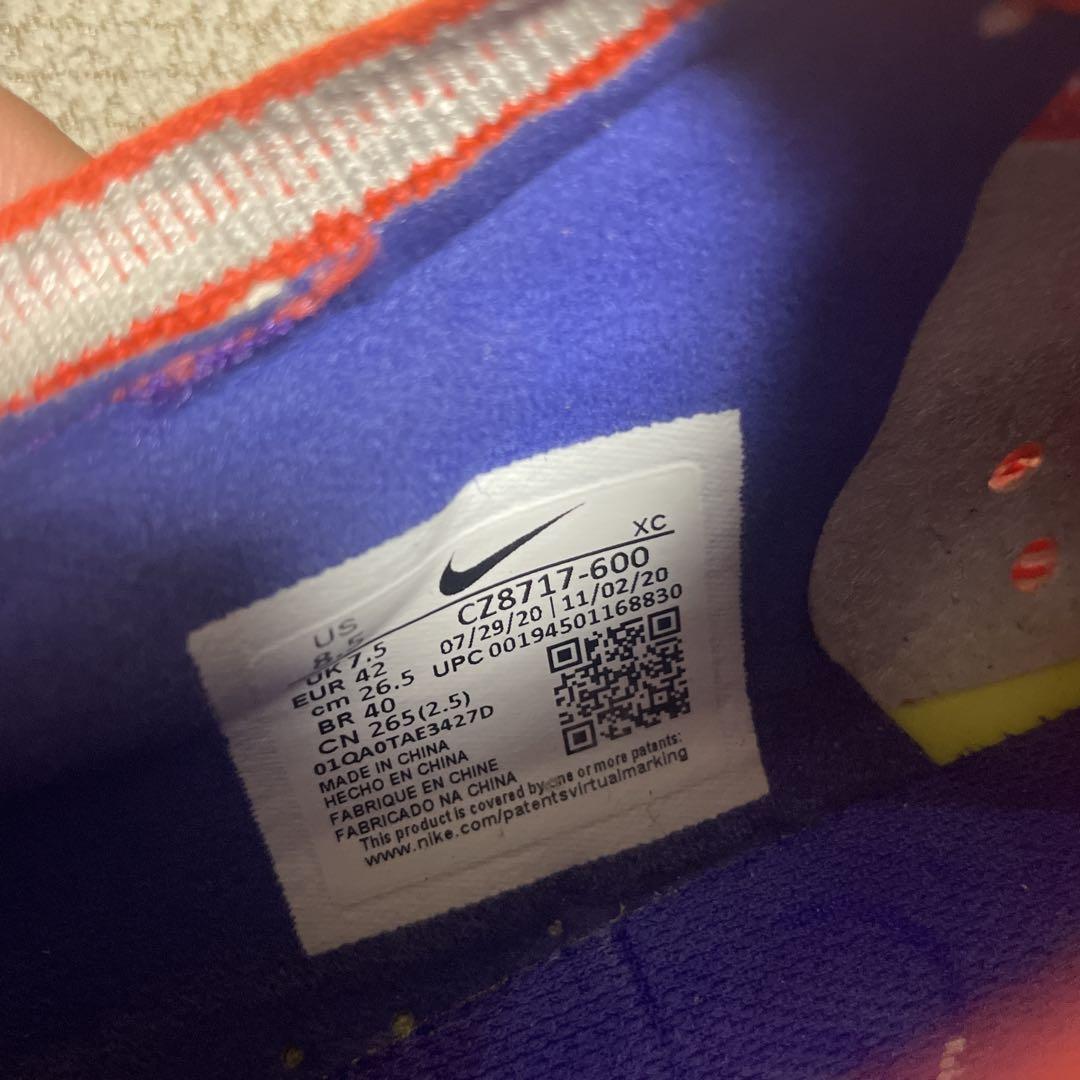 XC
CZ8717-600
07/29/20 | 11/02/20
UPC 00194501168830
US
8.5
UK 7.5
EUR 42
cm 26.5
BR 40
CN 265(2.5)
01QA0TAE3427D
MADE IN CHINA
HECHO EN CHINA
FABRIQUE EN CHINE
FABRICADO NA CHINA
This product is covered by one or more patents:
www.nike.com/patentsvirtualmarking